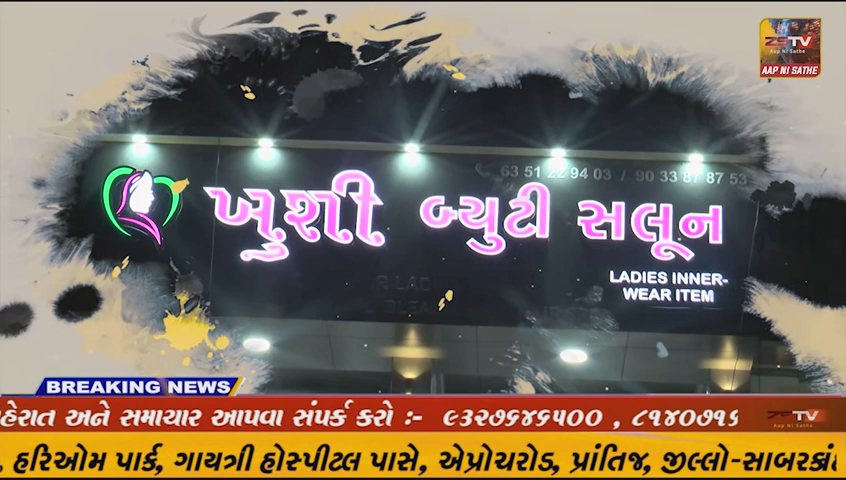 ZSTV
Aap Ni Sathe
AAP NI SATHE
63 51 22 94 03 / 90 33 87 87 53
ખુશી બ્યુટી સલૂન
LADIES INNER-
WEAR ITEM
BREAKING NEWS
હેરાત અને સમાચાર આપવા સંપર્ક કરો :- ૯૩૨૭૬૪૬૫૦૦ , ૮૧૪૦૭૧૬
TV
Aap Ni Sathe
, હરિઓમ પાર્ક, ગાયત્રી હોસ્પીટલ પાસે, એપ્રોચરોડ, પ્રાંતિજ, જીલ્લો-સાબરકાં